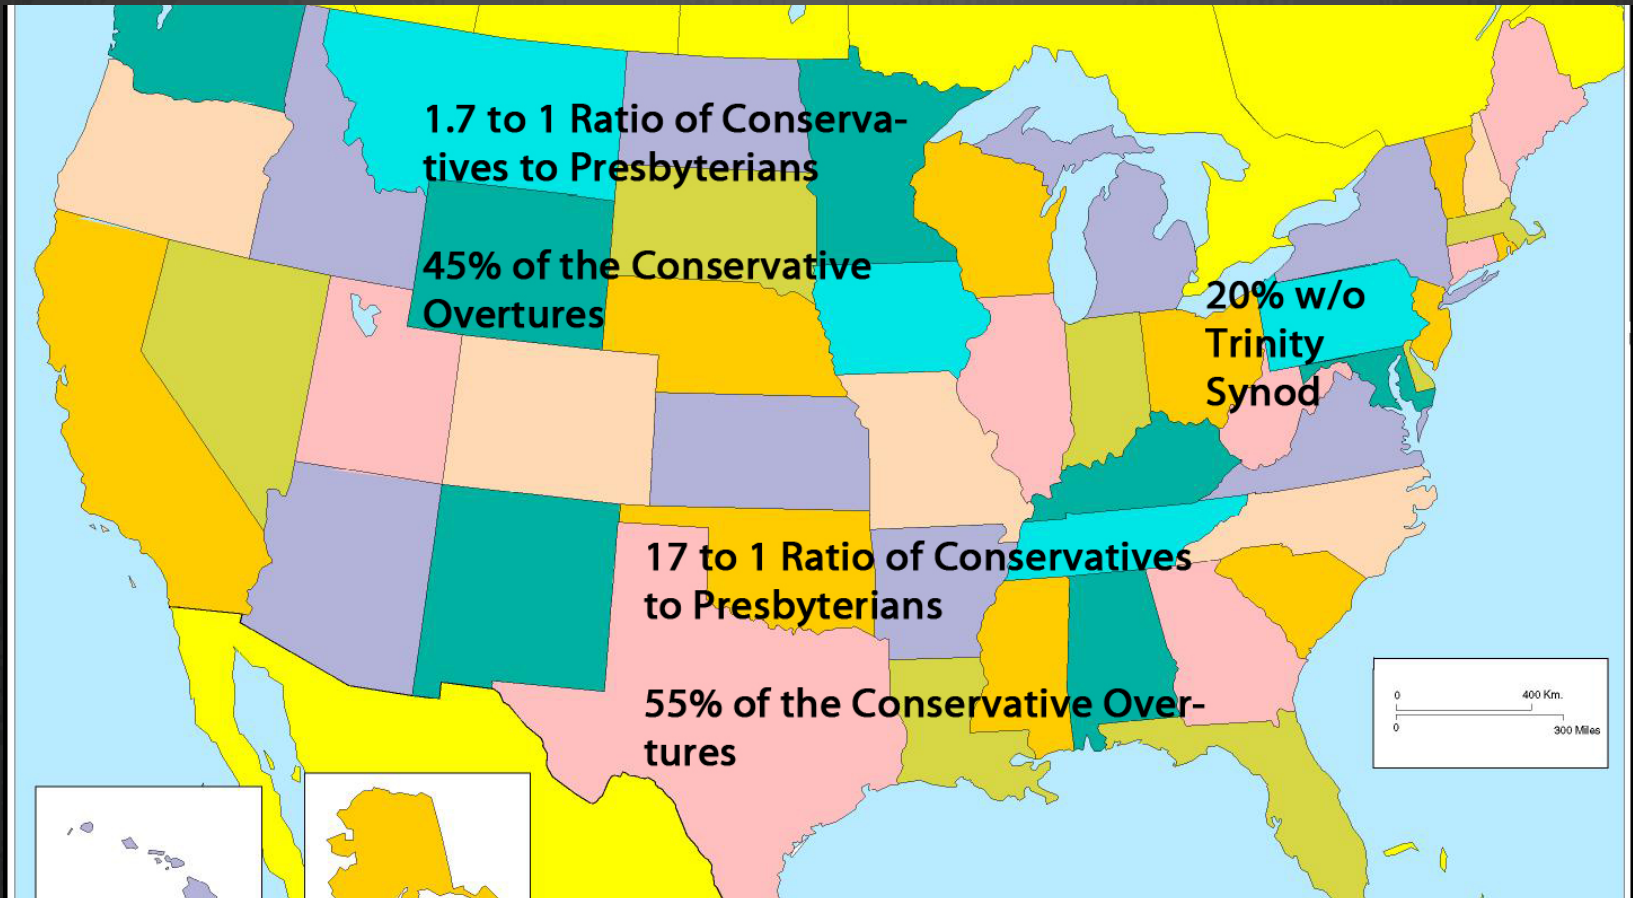 1.7 to 1 Ratio of Conserva-
tives to Presbyterians
45% of the Conservative
Overtures
20% w/o
Trinity
Synod
17 to 1 Ratio of Conservatives
to Presbyterians
55% of the Conservative Over-
tures
0 400 Km.
0 300 Miles